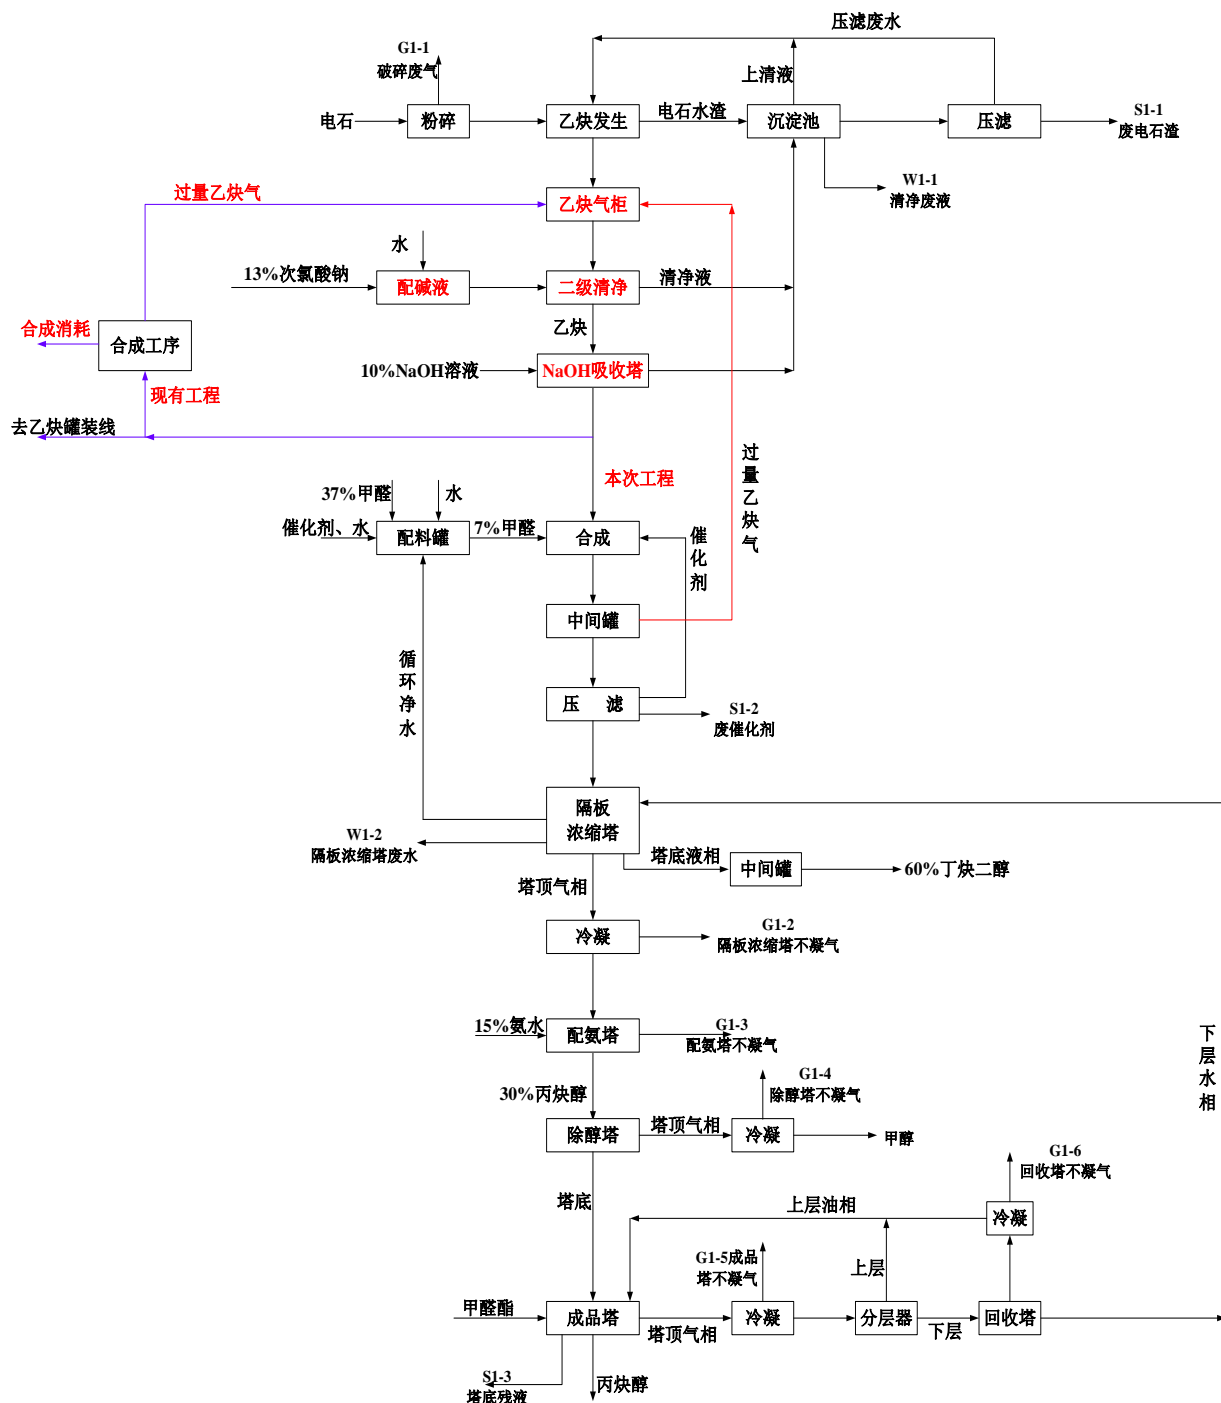 压滤废水
G1-1
破碎废气
上清液
电石
粉碎
乙炔发生
电石水渣
沉淀池
压滤
S1-1
废电石渣
W1-1
清净废液
过量乙炔气
乙炔气柜
水
13%次氯酸钠
配碱液
二级清净
清净液
合成消耗
合成工序
乙炔
10%NaOH溶液
NaOH吸收塔
现有工程
去乙炔罐装线
过量乙炔气
本次工程
37%甲醛
水
催化剂、水
配料罐
7%甲醛
合成
催化剂
中间罐
循环净水
压 滤
S1-2
废催化剂
隔板
浓缩塔
W1-2
隔板浓缩塔废水
塔底液相
中间罐
60%丁炔二醇
塔顶气相
冷凝
G1-2
隔板浓缩塔不凝气
15%氨水
配氨塔
G1-3
配氨塔不凝气
下层水相
30%丙炔醇
G1-4
除醇塔不凝气
除醇塔
塔顶气相
冷凝
甲醇
G1-6
回收塔不凝气
塔底
上层油相
冷凝
G1-5成品
塔不凝气
上层
甲醛酯
成品塔
塔顶气相
冷凝
分层器
下层
回收塔
S1-3
塔底残液
丙炔醇